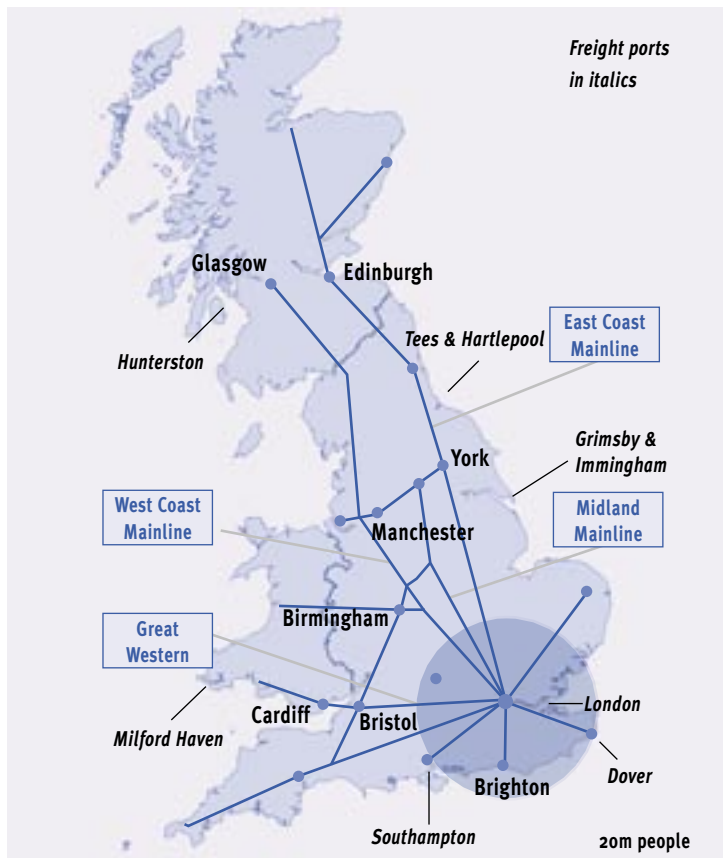 Freight ports
in italics
Glasgow
Edinburgh
East Coast
Mainline
Tees & Hartlepool
Hunterston
Grimsby &
Immingham
York
West Coast
Mainline
Manchester
Midland
Mainline
Birmingham
Great
Western
London
Cardiff
Bristol
Milford Haven
Dover
Brighton
Southampton
20m people